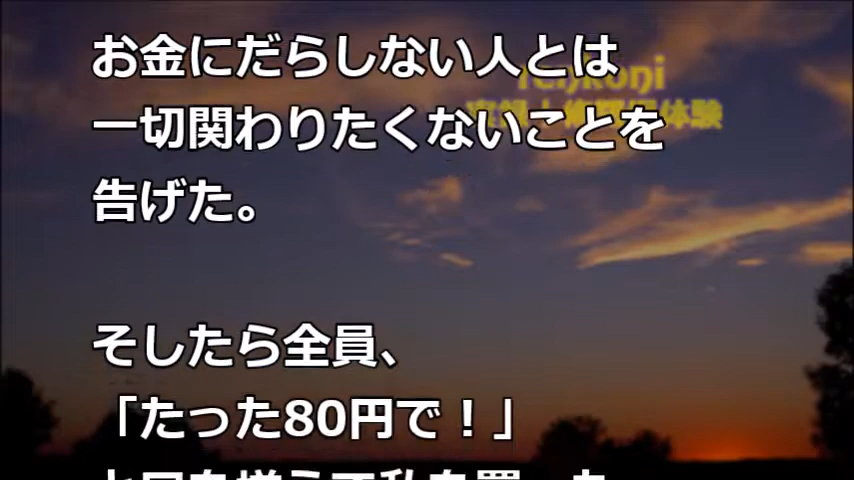 お金にだらしない人とは
一切関わりたくないことを
告げた。
そしたら全員、
「たった80円で！」